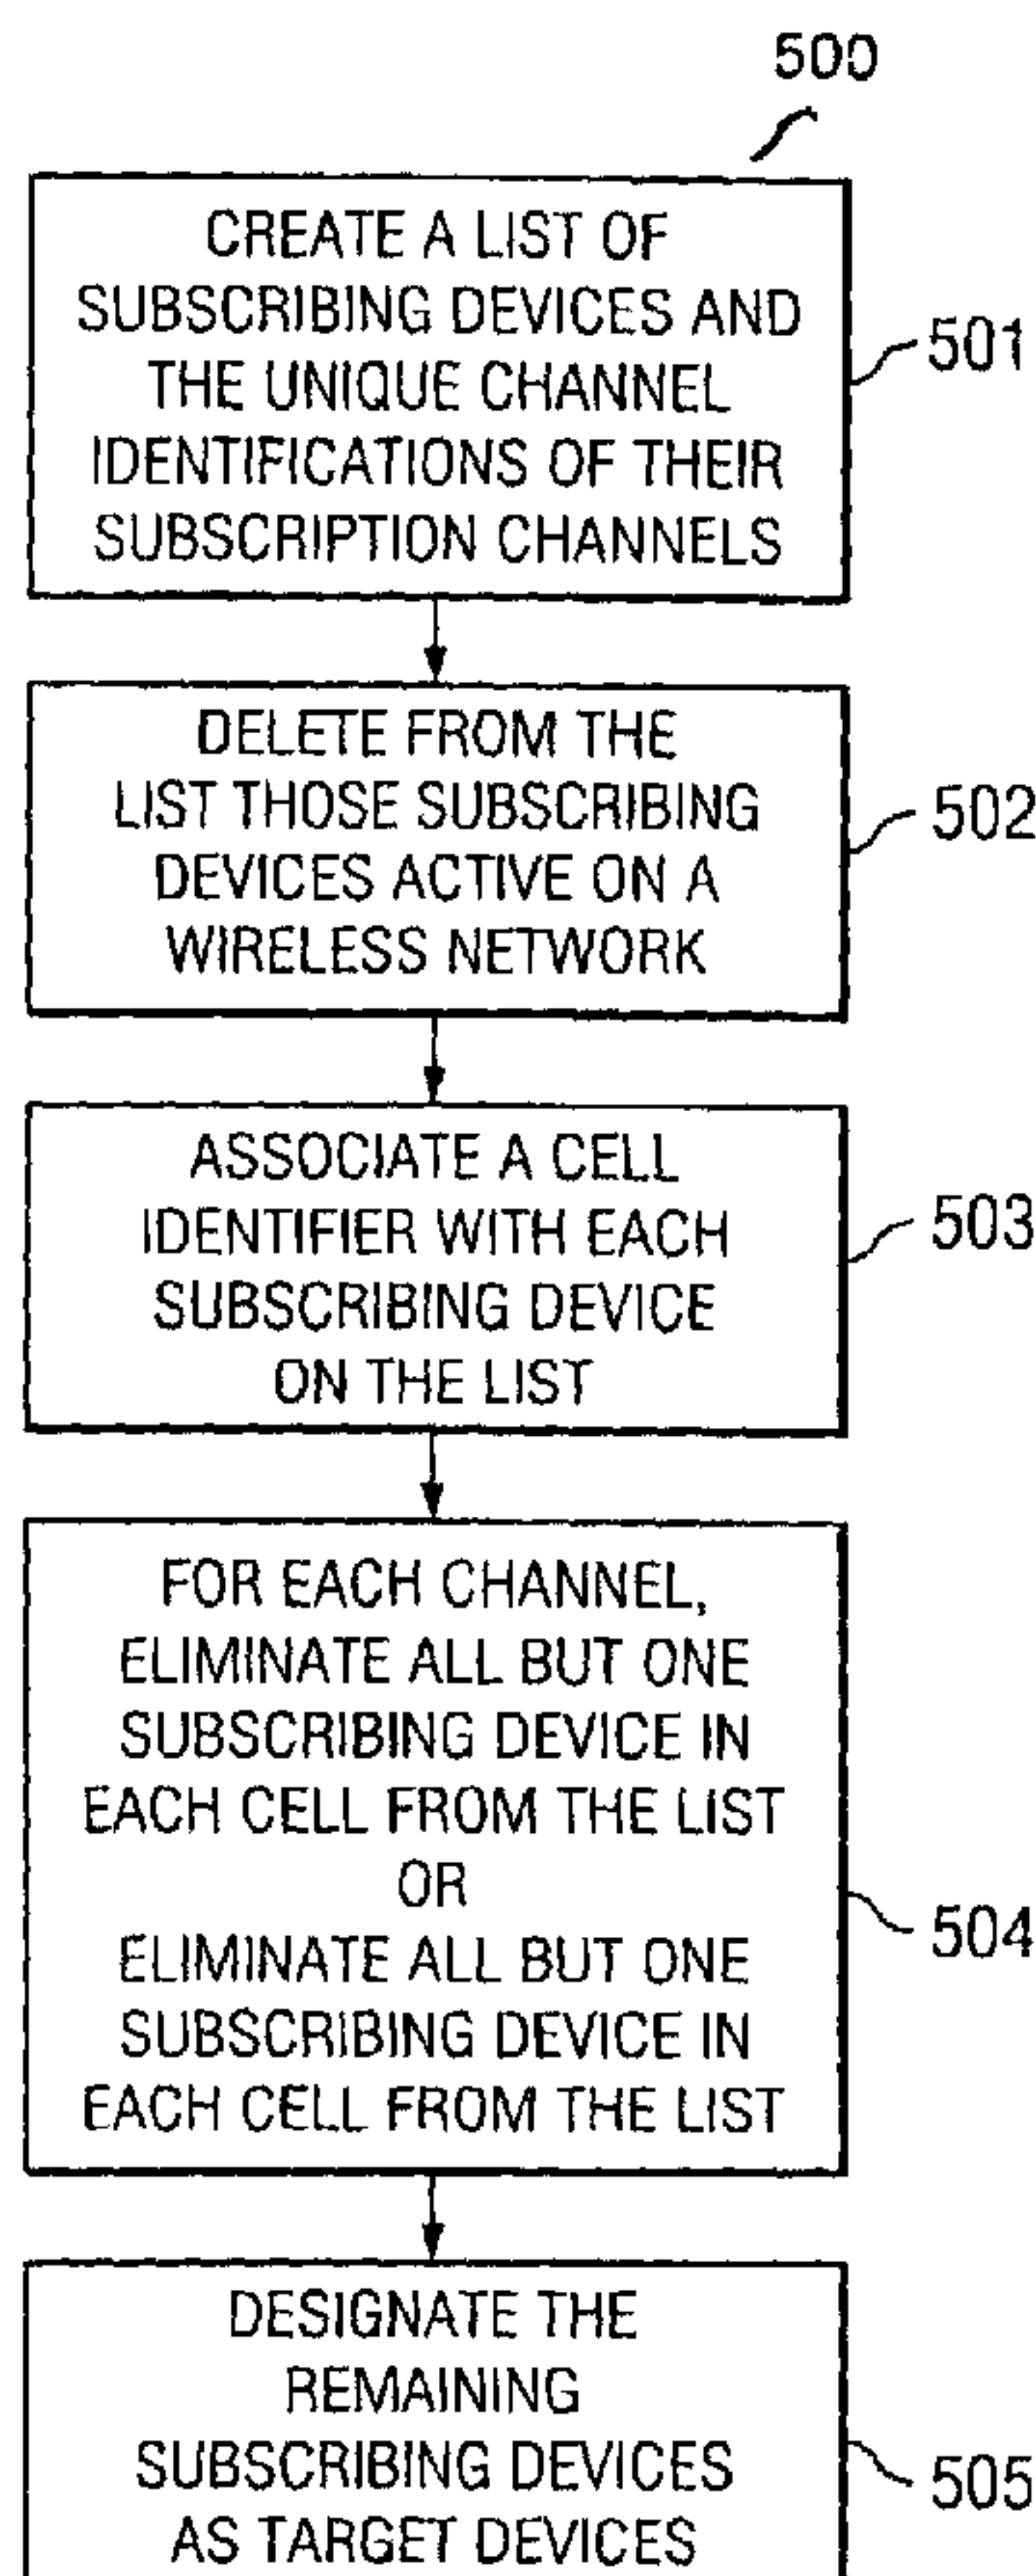 500
CREATE A LIST OF
SUBSCRIBING DEVICES AND
THE UNIQUE CHANNEL
IDENTIFICATIONS OF THEIR
SUBSCRIPTION CHANNELS
501
DELETE FROM THE
LIST THOSE SUBSCRIBING
DEVICES ACTIVE ON A
WIRELESS NETWORK
502
ASSOCIATE A CELL
IDENTIFIER WITH EACH
SUBSCRIBING DEVICE
ON THE LIST
503
FOR EACH CHANNEL,
ELIMINATE ALL BUT ONE
SUBSCRIBING DEVICE IN
EACH CELL FROM THE LIST
OR
ELIMINATE ALL BUT ONE
SUBSCRIBING DEVICE IN
EACH CELL FROM THE LIST
504
DESIGNATE THE
REMAINING
SUBSCRIBING DEVICES
AS TARGET DEVICES
505